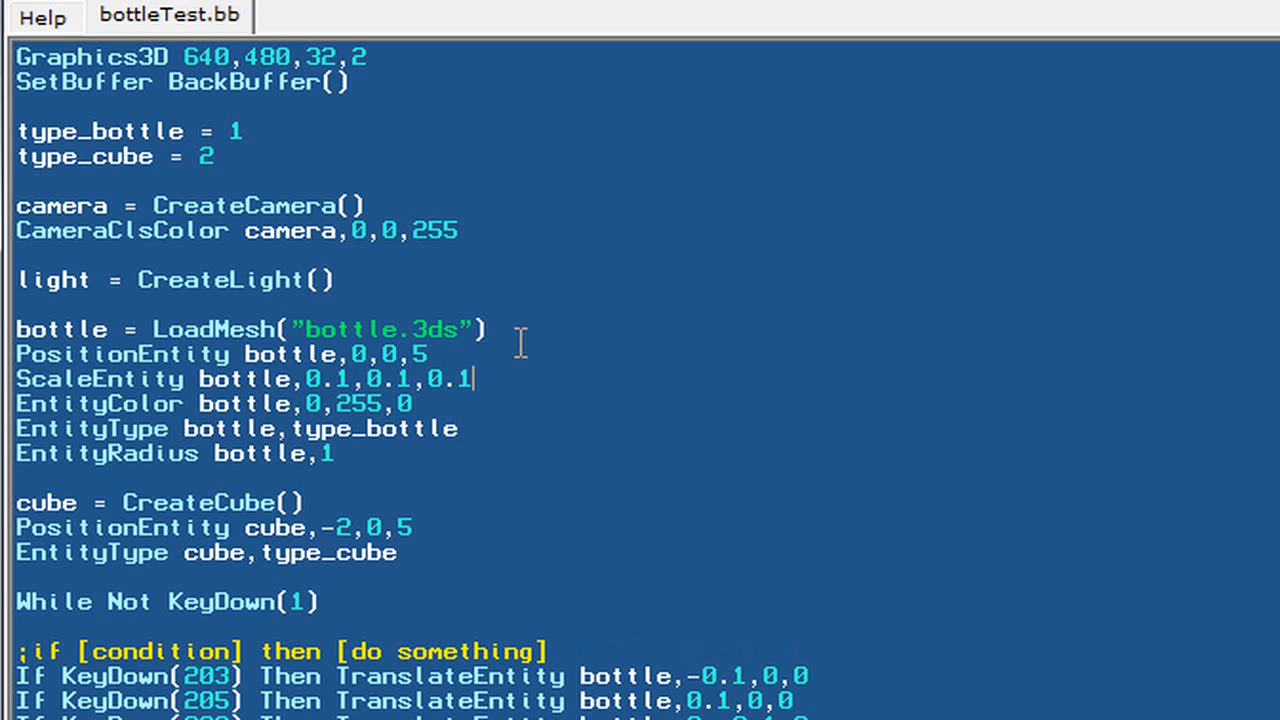 Help
bottleTest.bb
Graphics3D 640,480,32,2
SetBuffer BackBuffer()
type_bottle = 1
type_cube = 2
camera = CreateCamera()
CameraClsColor camera,0,0,255
light = CreateLight()
bottle = LoadMesh("bottle.3ds")
PositionEntity bottle,0,0,5
ScaleEntity bottle,0.1,0.1,0.1
EntityColor bottle,0,255,0
EntityType bottle,type_bottle
EntityRadius bottle,1
cube = CreateCube()
PositionEntity cube,-2,0,5
EntityType cube,type_cube
While Not KeyDown(1)
;if [condition] then [do something]
If KeyDown(203) Then TranslateEntity bottle,-0.1,0,0
If KeyDown(205) Then TranslateEntity bottle,0.1,0,0